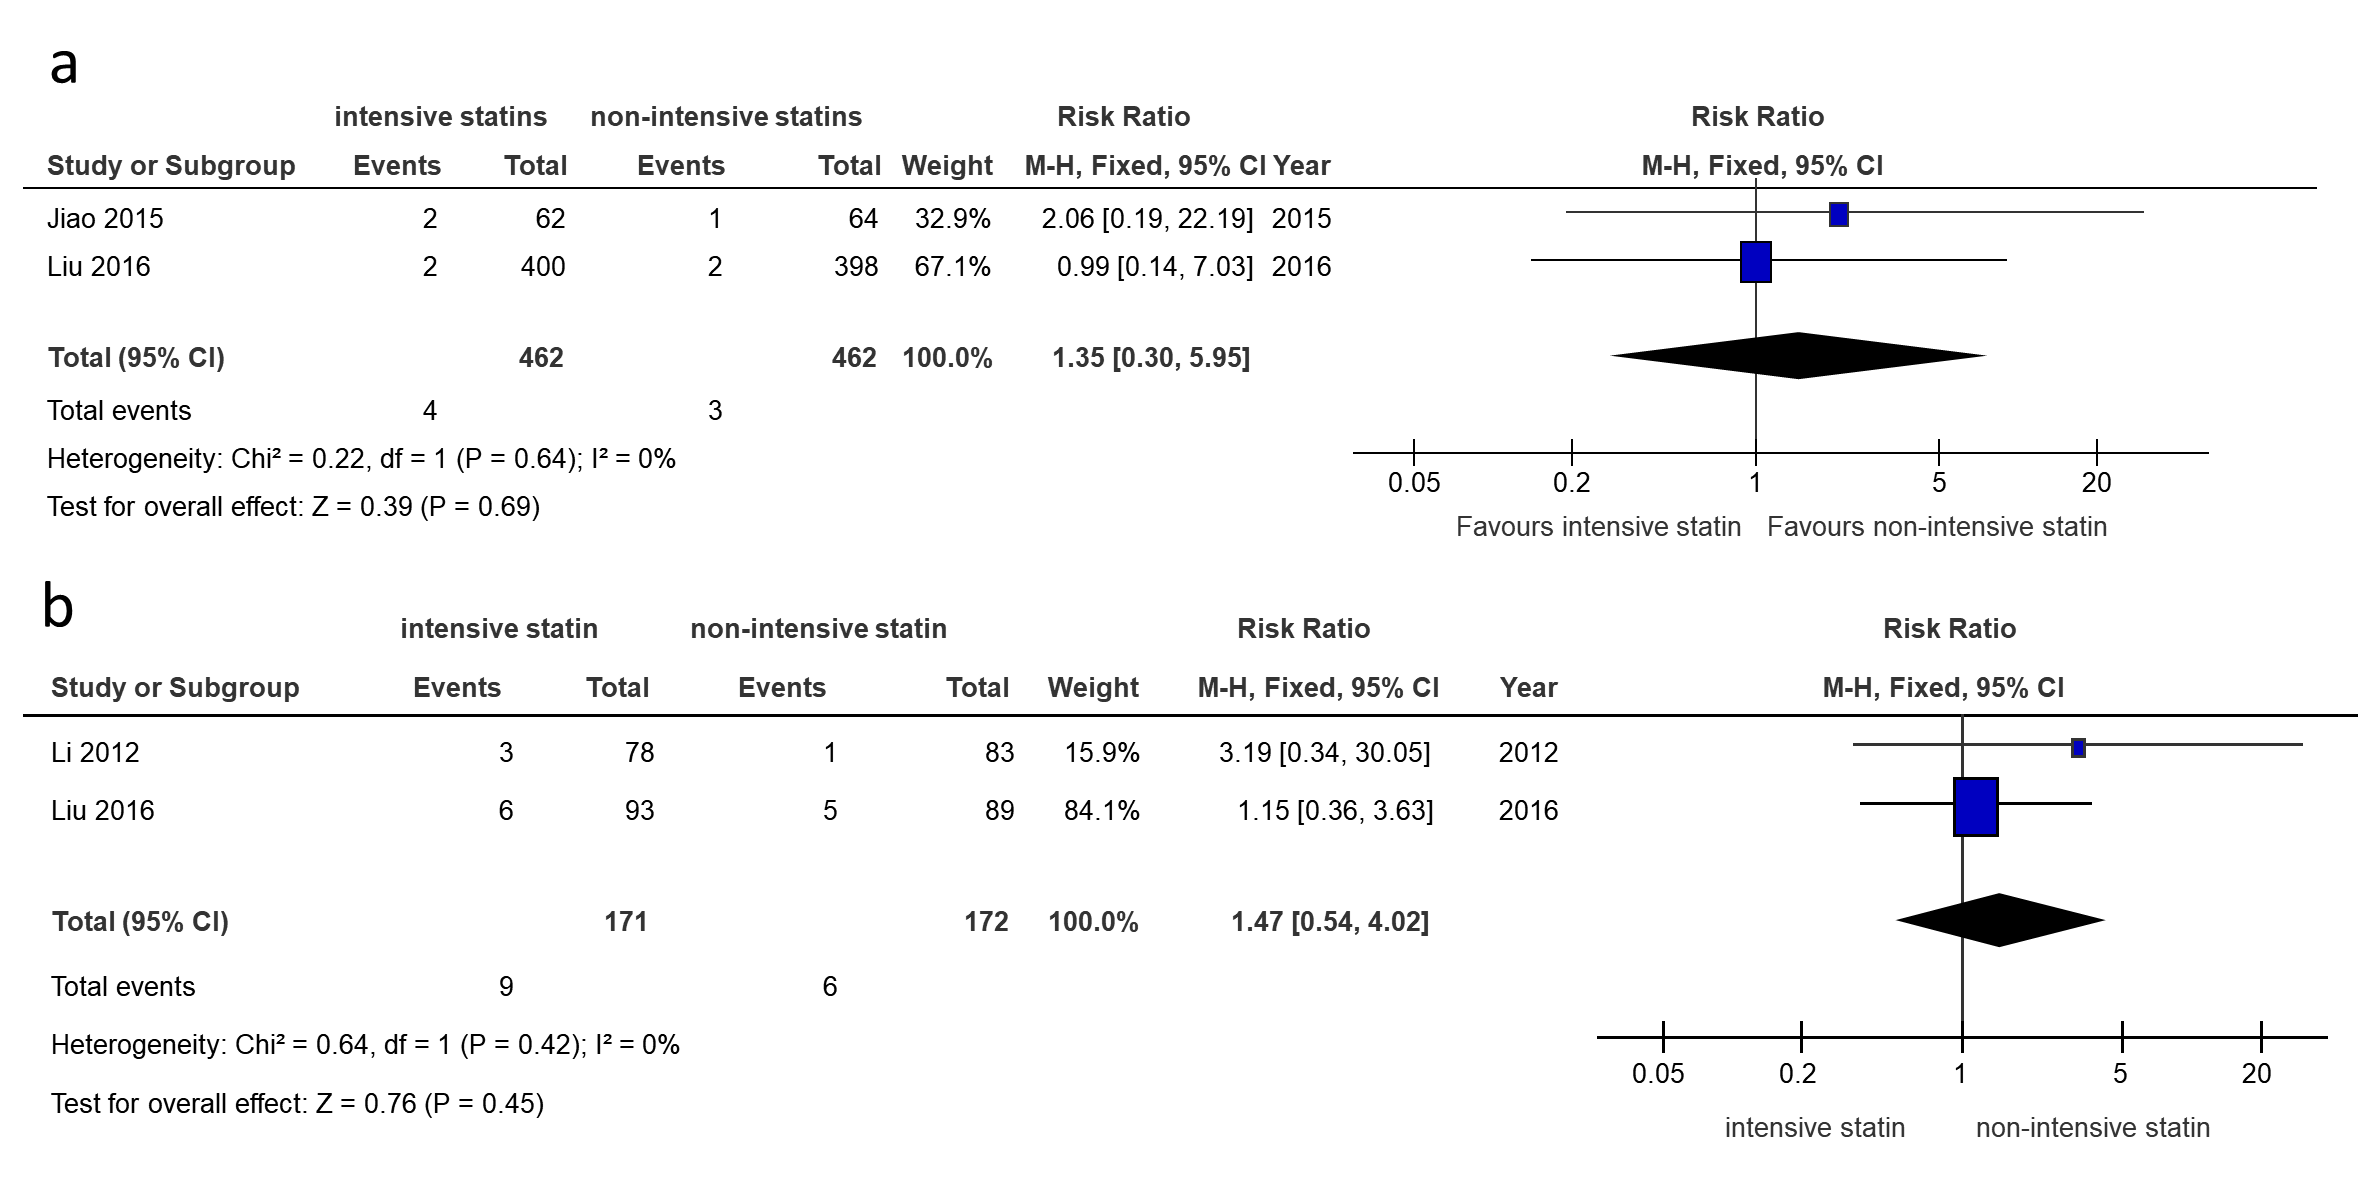 a
intensive statins non-intensive statins Risk Ratio Risk Ratio
Study or Subgroup Events Total Events Total Weight M-H, Fixed, 95% CI Year M-H, Fixed, 95% CI
Jiao 2015 2 62 1 64 32.9% 2.06 [0.19, 22.19] 2015
Liu 2016 2 400 2 398 67.1% 0.99 [0.14, 7.03] 2016
Total (95% CI) 462 462 100.0% 1.35 [0.30, 5.95]
Total events 4 3
Heterogeneity: Chi² = 0.22, df = 1 (P = 0.64); I² = 0%
0.05 0.2 1 5 20
Test for overall effect: Z = 0.39 (P = 0.69)
Favours intensive statin Favours non-intensive statin
b
intensive statin non-intensive statin Risk Ratio Risk Ratio
Study or Subgroup Events Total Events Total Weight M-H, Fixed, 95% CI Year M-H, Fixed, 95% CI
Li 2012 3 78 1 83 15.9% 3.19 [0.34, 30.05] 2012
Liu 2016 6 93 5 89 84.1% 1.15 [0.36, 3.63] 2016
Total (95% CI) 171 172 100.0% 1.47 [0.54, 4.02]
Total events 9 6
Heterogeneity: Chi² = 0.64, df = 1 (P = 0.42); I² = 0%
0.05 0.2 1 5 20
Test for overall effect: Z = 0.76 (P = 0.45)
intensive statin non-intensive statin